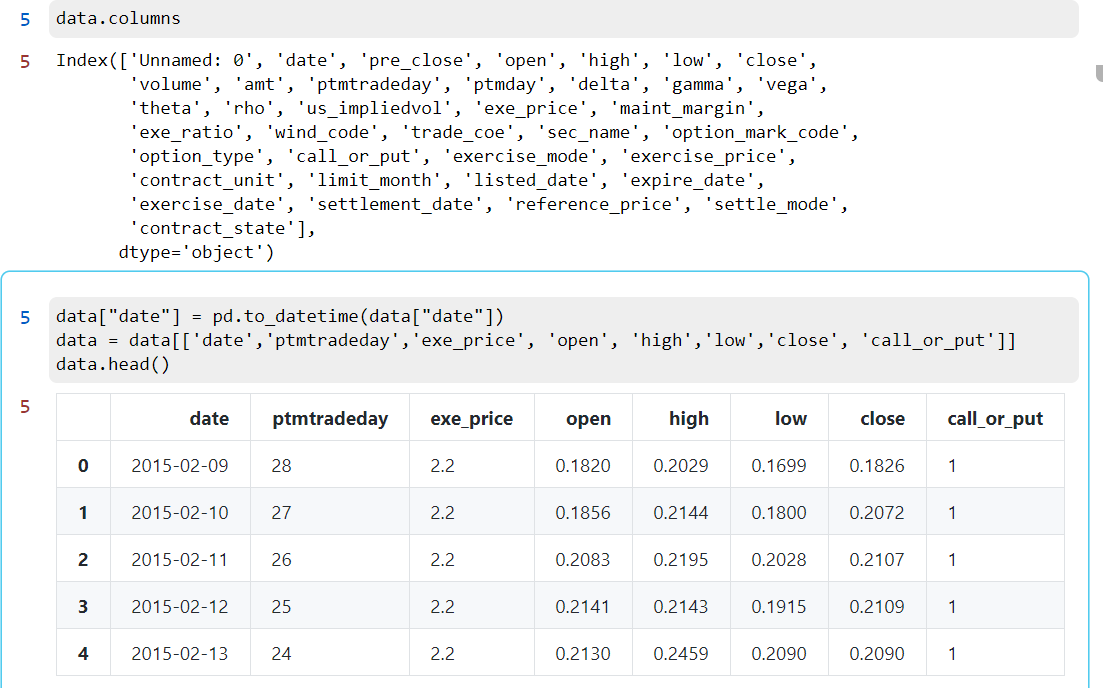 5 data.columns
5 Index(['Unnamed: 0', 'date', 'pre_close', 'open', 'high', 'low', 'close',
'volume', 'amt', 'ptmtradeday', 'ptmday', 'delta', 'gamma', 'vega',
'theta', 'rho', 'us_impliedvol', 'exe_price', 'maint_margin',
'exe_ratio', 'wind_code', 'trade_coe', 'sec_name', 'option_mark_code',
'option_type', 'call_or_put', 'exercise_mode', 'exercise_price',
'contract_unit', 'limit_month', 'listed_date', 'expire_date',
'exercise_date', 'settlement_date', 'reference_price', 'settle_mode',
'contract_state'],
dtype='object')
5 data["date"] = pd.to_datetime(data["date"])
data = data[['date','ptmtradeday','exe_price', 'open', 'high','low','close', 'call_or_put']]
data.head()
5 date ptmtradeday exe_price open high low close call_or_put
0 2015-02-09 28 2.2 0.1820 0.2029 0.1699 0.1826 1
1 2015-02-10 27 2.2 0.1856 0.2144 0.1800 0.2072 1
2 2015-02-11 26 2.2 0.2083 0.2195 0.2028 0.2107 1
3 2015-02-12 25 2.2 0.2141 0.2143 0.1915 0.2109 1
4 2015-02-13 24 2.2 0.2130 0.2459 0.2090 0.2090 1